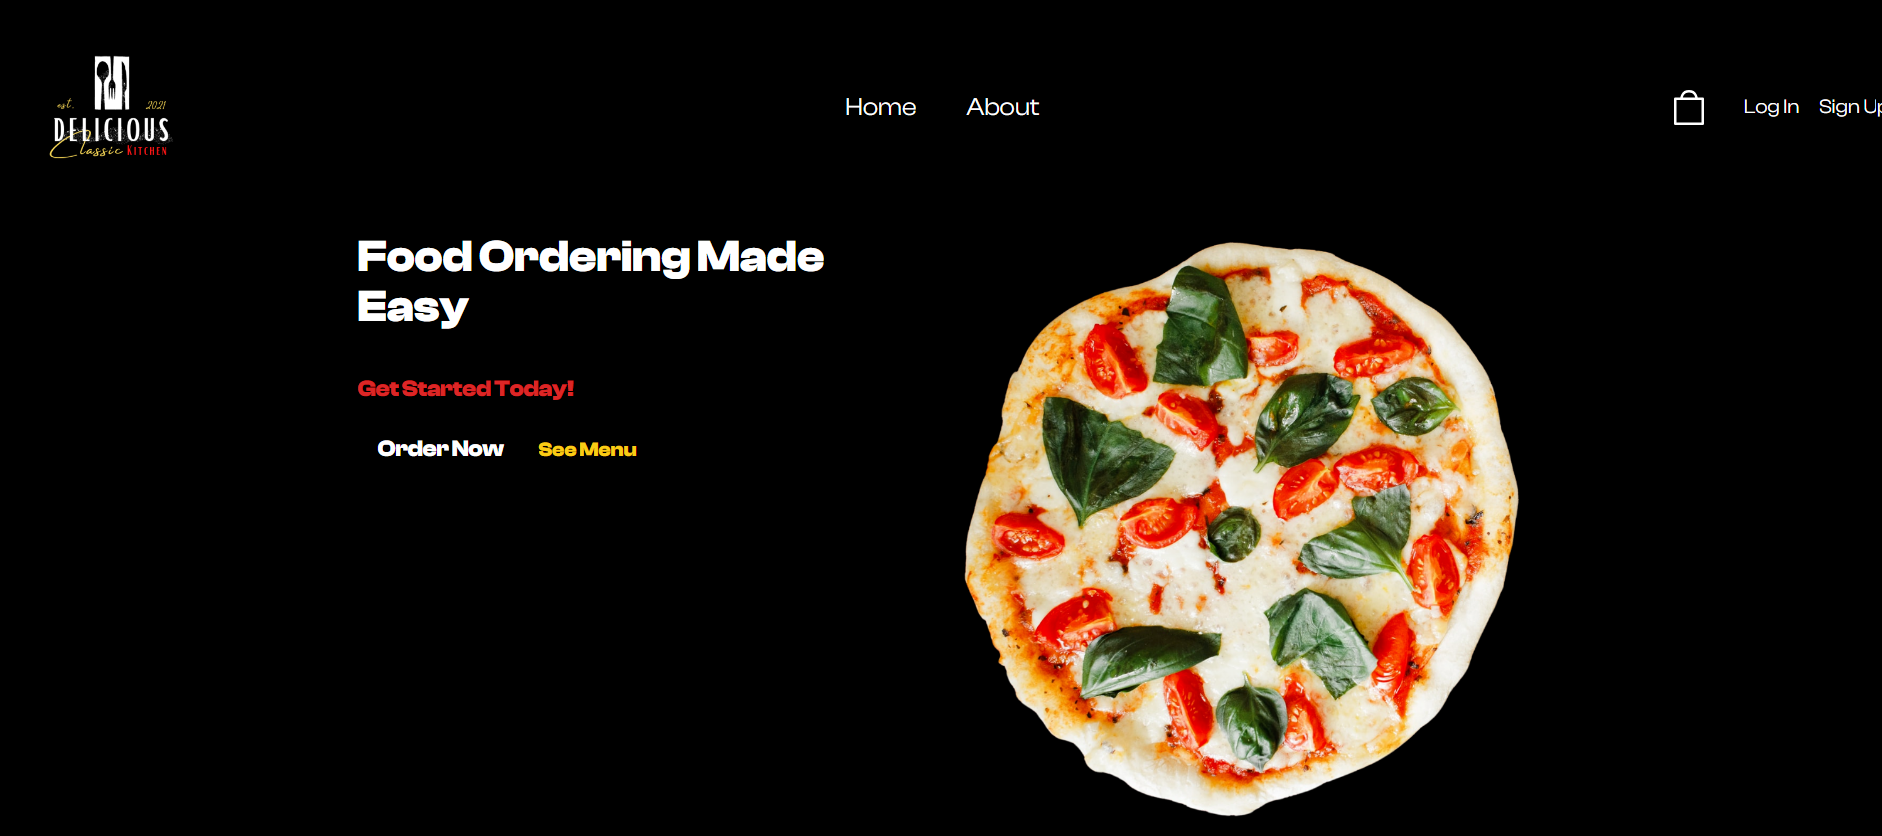 est. 2021
DELICIOUS
Classic KITCHEN
Home About
Log In Sign Up
Food Ordering Made
Easy
Get Started Today!
Order Now See Menu